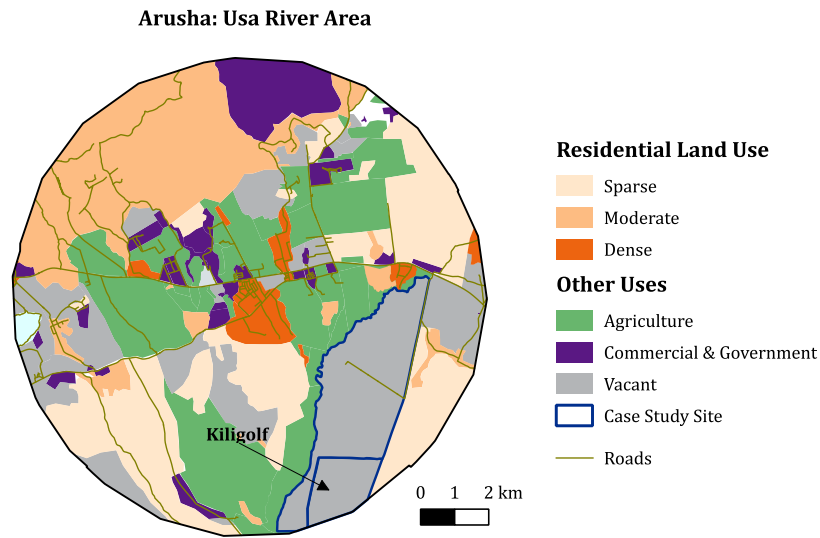 Arusha: Usa River Area
Residential Land Use
Sparse
Moderate
Dense
Other Uses
Agriculture
Commercial & Government
Vacant
Case Study Site
Roads
Kiligolf
0 1 2 km